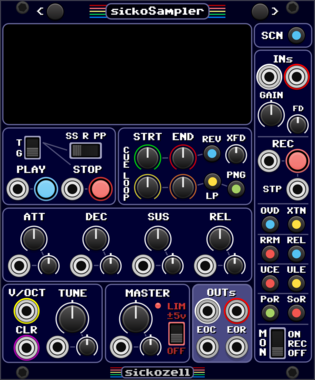 < sickoSampler >
SCN
INs
GAIN
FD
REC
STP
OVD XTN
RRM REL
UCE ULE
PoR SoR
MON
ON
REC
OFF
T
G
SS R PP
PLAY STOP
STRT END REV XFD
CUE
LOOP
LP
PNG
ATT DEC SUS REL
V/OCT TUNE
CLR
MASTER
LIM
±5v
OFF
OUTs
EOC EOR
sickozell